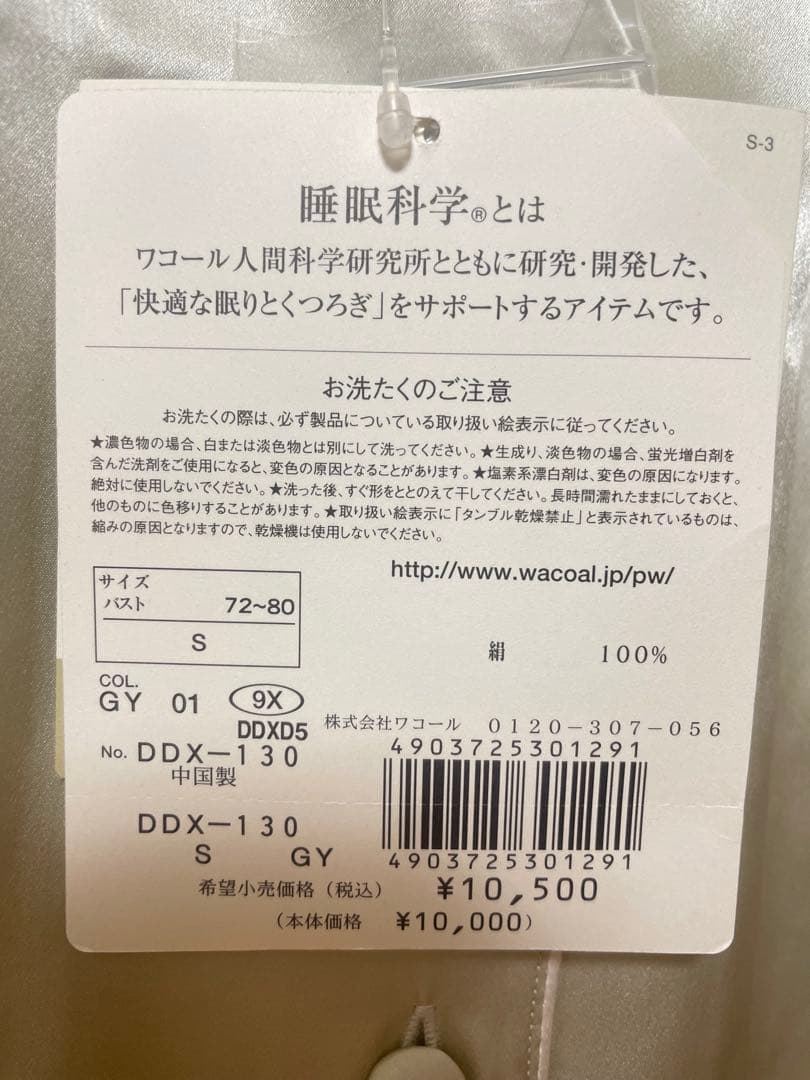 S-3
睡眠科学®とは
ワコール人間科学研究所とともに研究・開発した、
「快適な眠りとくつろぎ」をサポートするアイテムです。
お洗たくのご注意
お洗たくの際は、必ず製品についている取り扱い絵表示に従ってください。
★濃色物の場合、白または淡色物とは別にして洗ってください。★生成り、淡色物の場合、蛍光増白剤を
含んだ洗剤をご使用になると、変色の原因となることがあります。★塩素系漂白剤は、変色の原因になります。
絶対に使用しないでください。★洗った後、すぐ形をととのえて干してください。長時間濡れたままにしておくと、
他のものに色移りすることがあります。★取り扱い絵表示に「タンブル乾燥禁止」と表示されているものは、
縮みの原因となりますので、乾燥機は使用しないでください。
http://www.wacoal.jp/pw/
サイズ
バスト 72~80
S
絹 100%
COL.
GY 01 9X
DDXD5
株式会社ワコール 0120-307-056
No. DDX-130
中国製
4903725301291
DDX-130
S GY
4903725301291
希望小売価格(税込) ¥10,500
(本体価格 ¥10,000)